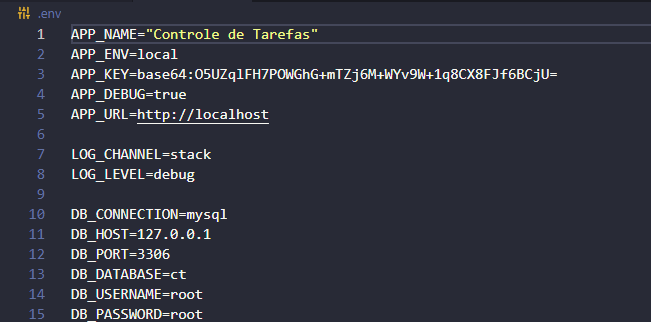 .env
1 APP_NAME="Controle de Tarefas"
2 APP_ENV=local
3 APP_KEY=base64:O5UZqlFH7POWGhG+mTZj6M+WYv9W+1q8CX8FJf6BCjU=
4 APP_DEBUG=true
5 APP_URL=http://localhost
6
7 LOG_CHANNEL=stack
8 LOG_LEVEL=debug
9
10 DB_CONNECTION=mysql
11 DB_HOST=127.0.0.1
12 DB_PORT=3306
13 DB_DATABASE=ct
14 DB_USERNAME=root
15 DB_PASSWORD=root